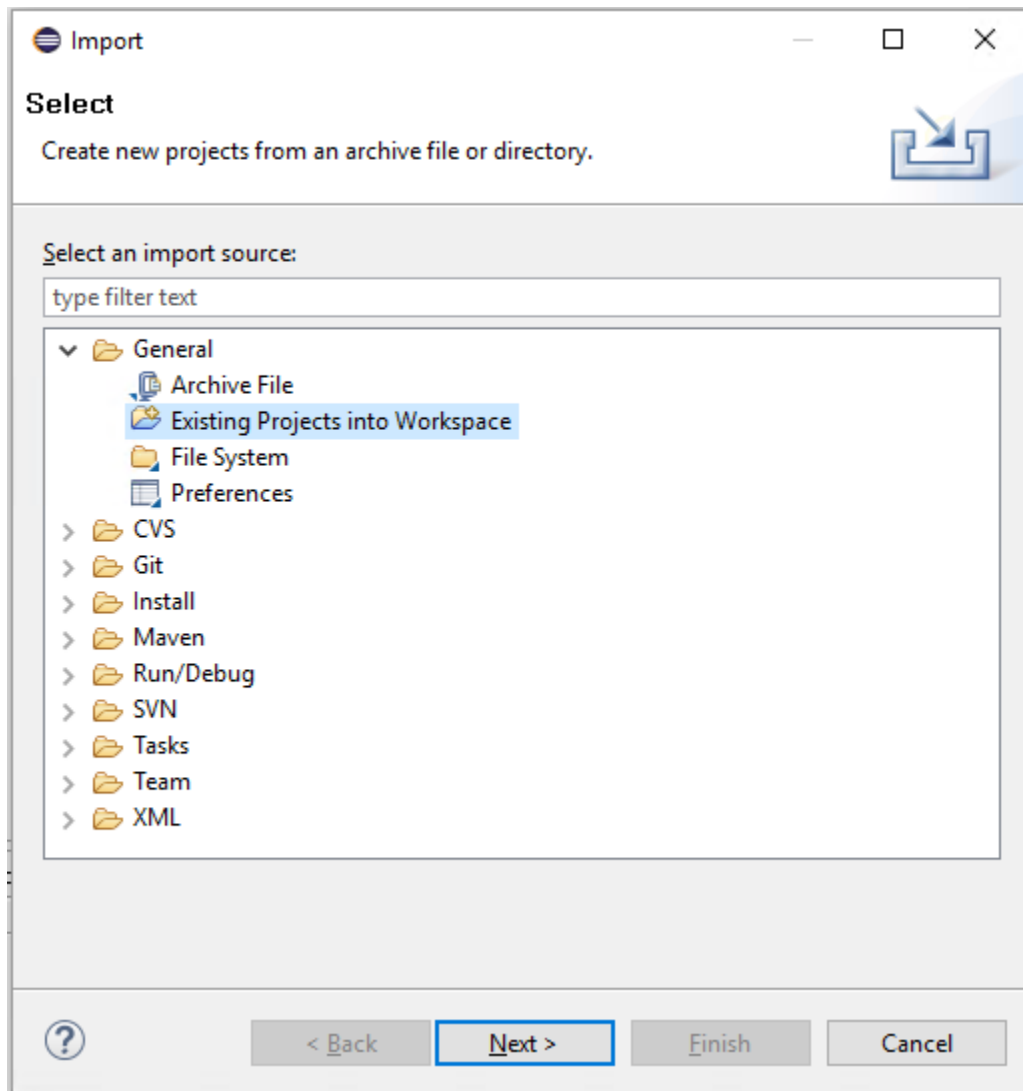 Import
Select
Create new projects from an archive file or directory.
Select an import source:
type filter text
General
Archive File
Existing Projects into Workspace
File System
Preferences
CVS
Git
Install
Maven
Run/Debug
SVN
Tasks
Team
XML
? < Back Next > Finish Cancel